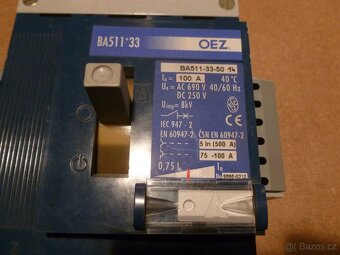 BA511-33
OEZ
BA511-33-50
In = 100 A 40°C
Ue = AC 690 V 40/60 Hz
DC 250 V
Uimp = 8kV
IEC 947 - 2
EN 60947-2 ČSN EN 60947-2
5 In (500 A)
75 -100 A
0,75 In
Bazos.cz